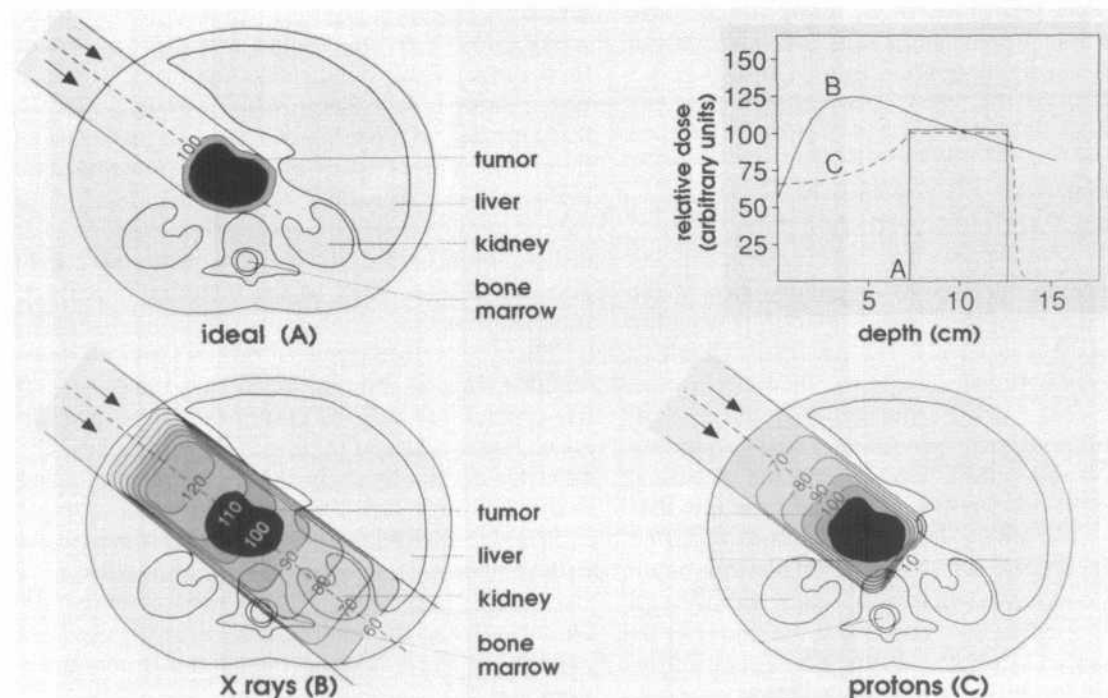 100
tumor
liver
kidney
bone
marrow
ideal (A)
relative dose
(arbitrary units)
150
125
100
75
50
25
B
C
A
5
10
15
depth (cm)
120
110
100
90
80
70
60
tumor
liver
kidney
bone
marrow
X rays (B)
70
80
90
100
10
protons (C)